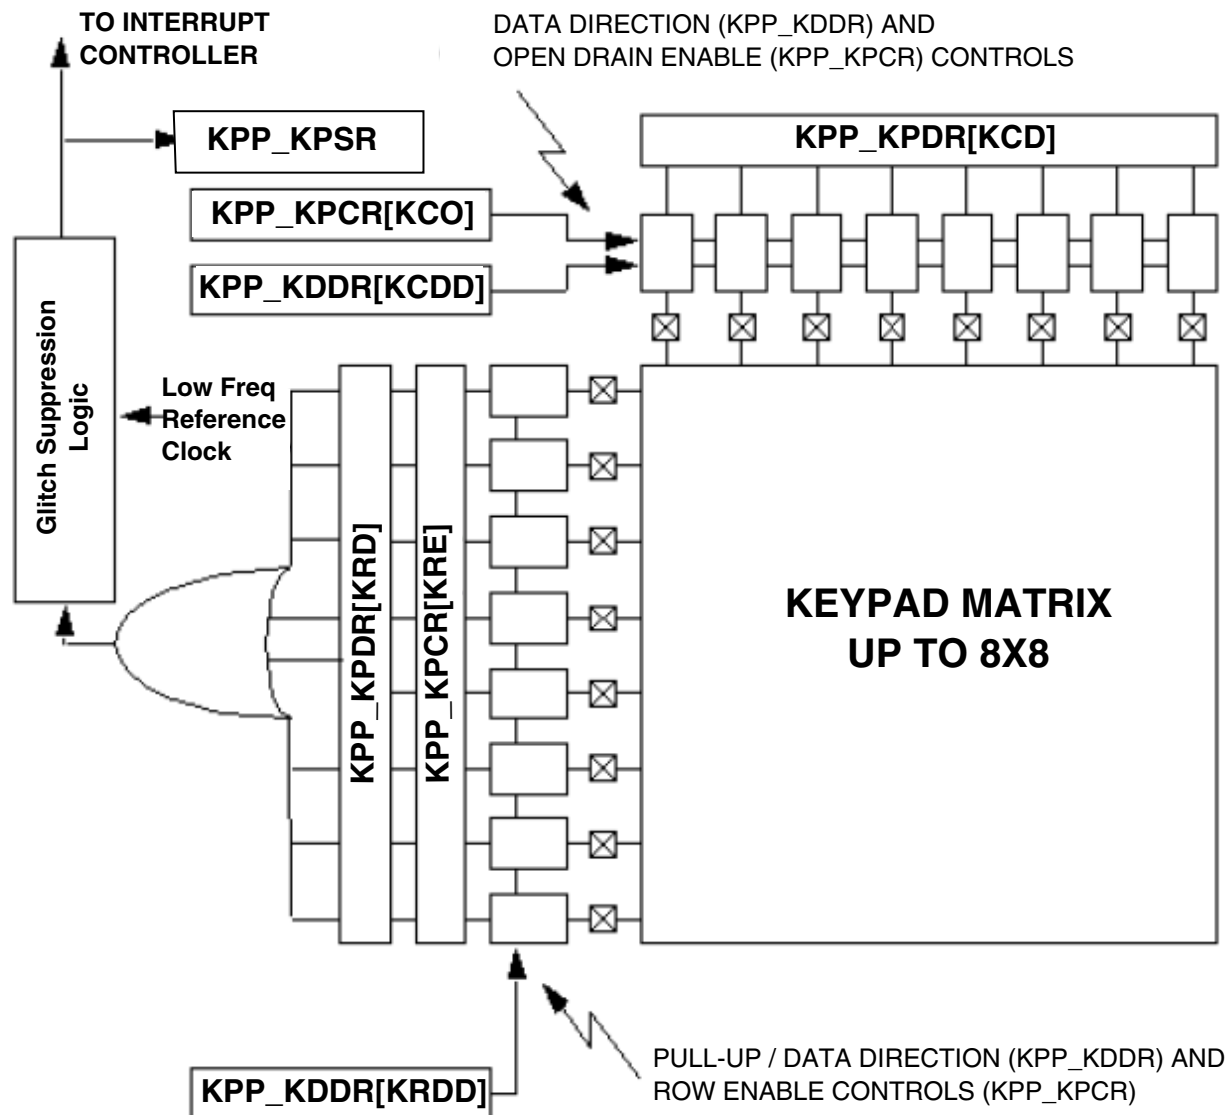 TO INTERRUPT
CONTROLLER
DATA DIRECTION (KPP_KDDR) AND
OPEN DRAIN ENABLE (KPP_KPCR) CONTROLS
KPP_KPSR
KPP_KPDR[KCD]
KPP_KPCR[KCO]
KPP_KDDR[KCDD]
Glitch Suppression
Logic
Low Freq
Reference
Clock
KPP_KPDR[KRD]
KPP_KPCR[KRE]
KEYPAD MATRIX
UP TO 8X8
KPP_KDDR[KRDD]
PULL-UP / DATA DIRECTION (KPP_KDDR) AND
ROW ENABLE CONTROLS (KPP_KPCR)